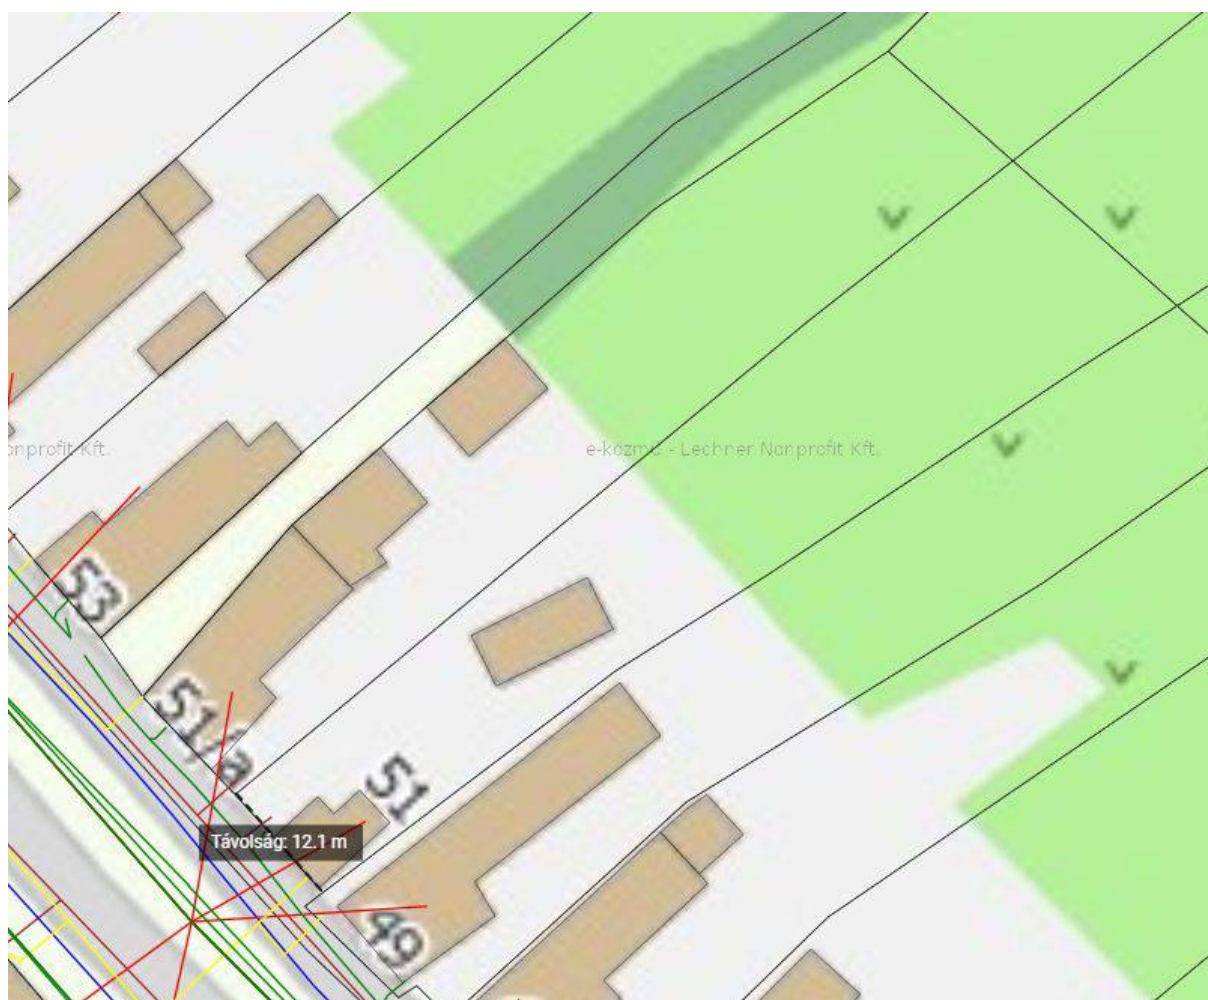 onprofit Kft.
e-közmű - Lechner Nonprofit Kft.
53
51/a
51
Távolság: 12.1 m
49